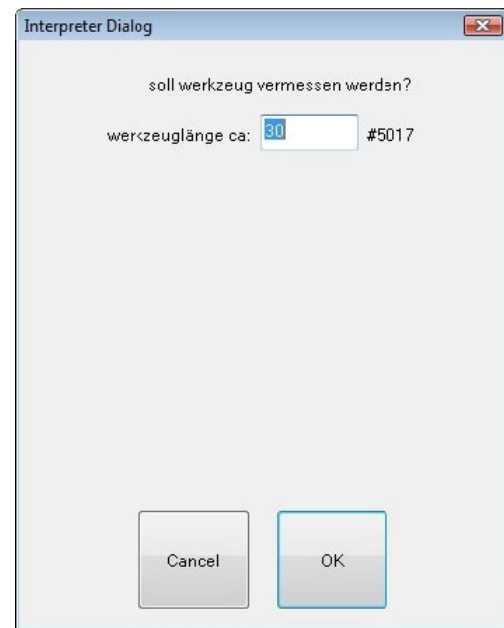 Interpreter Dialog
soll werkzeug vermessen werden?
werkzeuglänge ca: 30 #5017
Cancel OK